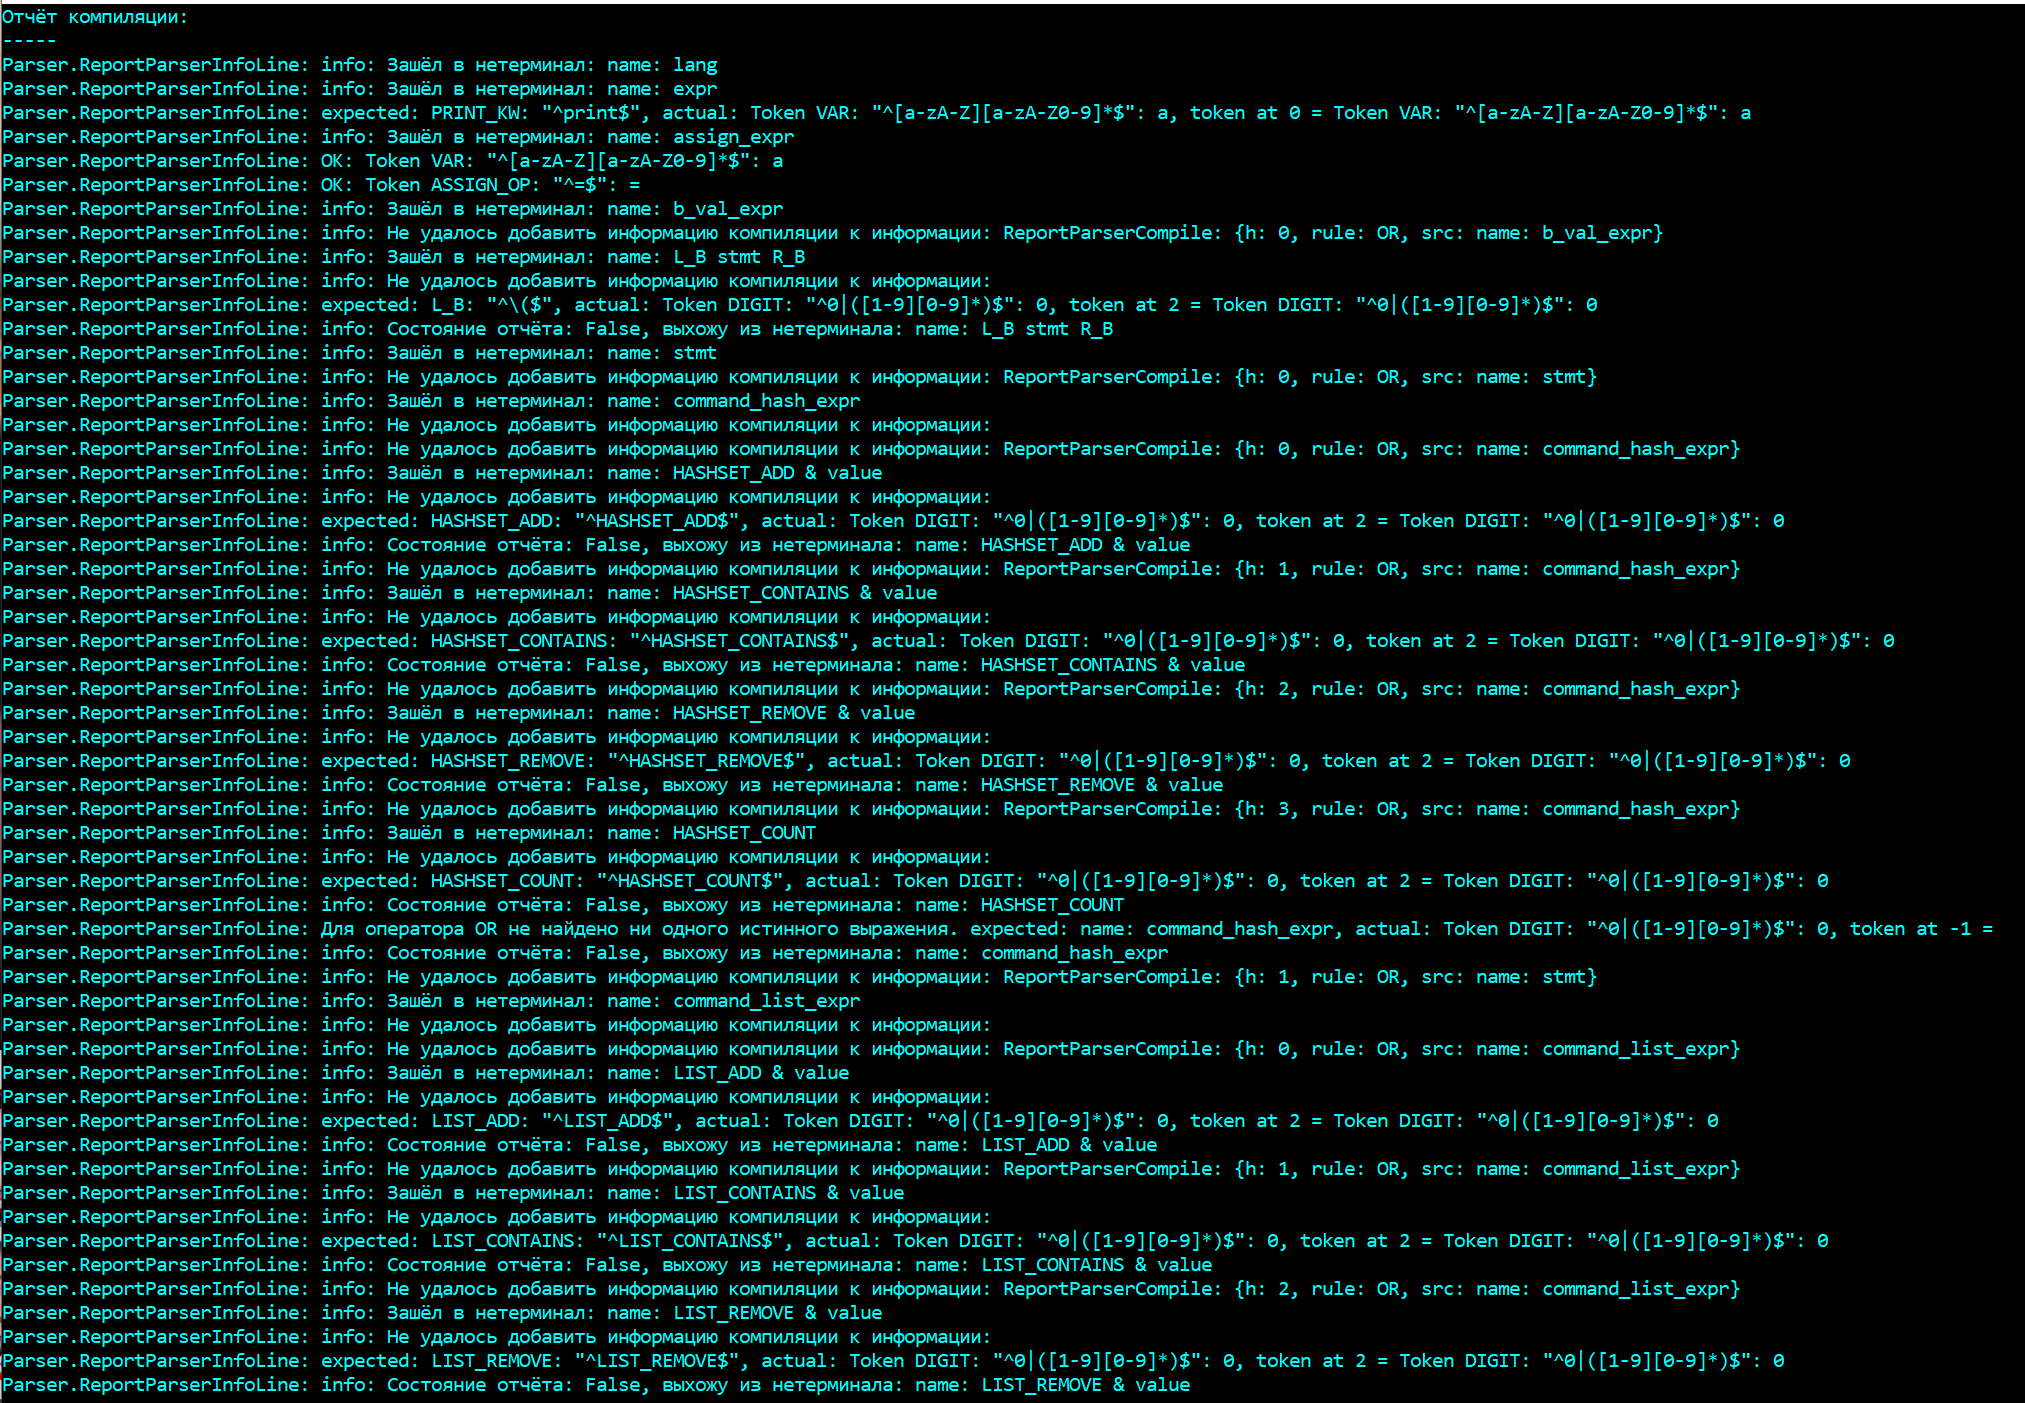 Отчёт компиляции:
-----
Parser.ReportParserInfoLine: info: Зашёл в нетерминал: name: lang
Parser.ReportParserInfoLine: info: Зашёл в нетерминал: name: expr
Parser.ReportParserInfoLine: expected: PRINT_KW: "^print$", actual: Token VAR: "^[a-zA-Z][a-zA-Z0-9]*$": a, token at 0 = Token VAR: "^[a-zA-Z][a-zA-Z0-9]*$": a
Parser.ReportParserInfoLine: info: Зашёл в нетерминал: name: assign_expr
Parser.ReportParserInfoLine: OK: Token VAR: "^[a-zA-Z][a-zA-Z0-9]*$": a
Parser.ReportParserInfoLine: OK: Token ASSIGN_OP: "^=$": =
Parser.ReportParserInfoLine: info: Зашёл в нетерминал: name: b_val_expr
Parser.ReportParserInfoLine: info: Не удалось добавить информацию компиляции к информации: ReportParserCompile: {h: 0, rule: OR, src: name: b_val_expr}
Parser.ReportParserInfoLine: info: Зашёл в нетерминал: name: L_B stmt R_B
Parser.ReportParserInfoLine: info: Не удалось добавить информацию компиляции к информации:
Parser.ReportParserInfoLine: expected: L_B: "^\($", actual: Token DIGIT: "^0|([1-9][0-9]*)$": 0, token at 2 = Token DIGIT: "^0|([1-9][0-9]*)$": 0
Parser.ReportParserInfoLine: info: Состояние отчёта: False, выхожу из нетерминала: name: L_B stmt R_B
Parser.ReportParserInfoLine: info: Зашёл в нетерминал: name: stmt
Parser.ReportParserInfoLine: info: Не удалось добавить информацию компиляции к информации: ReportParserCompile: {h: 0, rule: OR, src: name: stmt}
Parser.ReportParserInfoLine: info: Зашёл в нетерминал: name: command_hash_expr
Parser.ReportParserInfoLine: info: Не удалось добавить информацию компиляции к информации:
Parser.ReportParserInfoLine: info: Не удалось добавить информацию компиляции к информации: ReportParserCompile: {h: 0, rule: OR, src: name: command_hash_expr}
Parser.ReportParserInfoLine: info: Зашёл в нетерминал: name: HASHSET_ADD & value
Parser.ReportParserInfoLine: info: Не удалось добавить информацию компиляции к информации:
Parser.ReportParserInfoLine: expected: HASHSET_ADD: "^HASHSET_ADD$", actual: Token DIGIT: "^0|([1-9][0-9]*)$": 0, token at 2 = Token DIGIT: "^0|([1-9][0-9]*)$": 0
Parser.ReportParserInfoLine: info: Состояние отчёта: False, выхожу из нетерминала: name: HASHSET_ADD & value
Parser.ReportParserInfoLine: info: Не удалось добавить информацию компиляции к информации: ReportParserCompile: {h: 1, rule: OR, src: name: command_hash_expr}
Parser.ReportParserInfoLine: info: Зашёл в нетерминал: name: HASHSET_CONTAINS & value
Parser.ReportParserInfoLine: info: Не удалось добавить информацию компиляции к информации:
Parser.ReportParserInfoLine: expected: HASHSET_CONTAINS: "^HASHSET_CONTAINS$", actual: Token DIGIT: "^0|([1-9][0-9]*)$": 0, token at 2 = Token DIGIT: "^0|([1-9][0-9]*)$": 0
Parser.ReportParserInfoLine: info: Состояние отчёта: False, выхожу из нетерминала: name: HASHSET_CONTAINS & value
Parser.ReportParserInfoLine: info: Не удалось добавить информацию компиляции к информации: ReportParserCompile: {h: 2, rule: OR, src: name: command_hash_expr}
Parser.ReportParserInfoLine: info: Зашёл в нетерминал: name: HASHSET_REMOVE & value
Parser.ReportParserInfoLine: info: Не удалось добавить информацию компиляции к информации:
Parser.ReportParserInfoLine: expected: HASHSET_REMOVE: "^HASHSET_REMOVE$", actual: Token DIGIT: "^0|([1-9][0-9]*)$": 0, token at 2 = Token DIGIT: "^0|([1-9][0-9]*)$": 0
Parser.ReportParserInfoLine: info: Состояние отчёта: False, выхожу из нетерминала: name: HASHSET_REMOVE & value
Parser.ReportParserInfoLine: info: Не удалось добавить информацию компиляции к информации: ReportParserCompile: {h: 3, rule: OR, src: name: command_hash_expr}
Parser.ReportParserInfoLine: info: Зашёл в нетерминал: name: HASHSET_COUNT
Parser.ReportParserInfoLine: info: Не удалось добавить информацию компиляции к информации:
Parser.ReportParserInfoLine: expected: HASHSET_COUNT: "^HASHSET_COUNT$", actual: Token DIGIT: "^0|([1-9][0-9]*)$": 0, token at 2 = Token DIGIT: "^0|([1-9][0-9]*)$": 0
Parser.ReportParserInfoLine: info: Состояние отчёта: False, выхожу из нетерминала: name: HASHSET_COUNT
Parser.ReportParserInfoLine: Для оператора OR не найдено ни одного истинного выражения. expected: name: command_hash_expr, actual: Token DIGIT: "^0|([1-9][0-9]*)$": 0, token at -1 =
Parser.ReportParserInfoLine: info: Состояние отчёта: False, выхожу из нетерминала: name: command_hash_expr
Parser.ReportParserInfoLine: info: Не удалось добавить информацию компиляции к информации: ReportParserCompile: {h: 1, rule: OR, src: name: stmt}
Parser.ReportParserInfoLine: info: Зашёл в нетерминал: name: command_list_expr
Parser.ReportParserInfoLine: info: Не удалось добавить информацию компиляции к информации:
Parser.ReportParserInfoLine: info: Не удалось добавить информацию компиляции к информации: ReportParserCompile: {h: 0, rule: OR, src: name: command_list_expr}
Parser.ReportParserInfoLine: info: Зашёл в нетерминал: name: LIST_ADD & value
Parser.ReportParserInfoLine: info: Не удалось добавить информацию компиляции к информации:
Parser.ReportParserInfoLine: expected: LIST_ADD: "^LIST_ADD$", actual: Token DIGIT: "^0|([1-9][0-9]*)$": 0, token at 2 = Token DIGIT: "^0|([1-9][0-9]*)$": 0
Parser.ReportParserInfoLine: info: Состояние отчёта: False, выхожу из нетерминала: name: LIST_ADD & value
Parser.ReportParserInfoLine: info: Не удалось добавить информацию компиляции к информации: ReportParserCompile: {h: 1, rule: OR, src: name: command_list_expr}
Parser.ReportParserInfoLine: info: Зашёл в нетерминал: name: LIST_CONTAINS & value
Parser.ReportParserInfoLine: info: Не удалось добавить информацию компиляции к информации:
Parser.ReportParserInfoLine: expected: LIST_CONTAINS: "^LIST_CONTAINS$", actual: Token DIGIT: "^0|([1-9][0-9]*)$": 0, token at 2 = Token DIGIT: "^0|([1-9][0-9]*)$": 0
Parser.ReportParserInfoLine: info: Состояние отчёта: False, выхожу из нетерминала: name: LIST_CONTAINS & value
Parser.ReportParserInfoLine: info: Не удалось добавить информацию компиляции к информации: ReportParserCompile: {h: 2, rule: OR, src: name: command_list_expr}
Parser.ReportParserInfoLine: info: Зашёл в нетерминал: name: LIST_REMOVE & value
Parser.ReportParserInfoLine: info: Не удалось добавить информацию компиляции к информации:
Parser.ReportParserInfoLine: expected: LIST_REMOVE: "^LIST_REMOVE$", actual: Token DIGIT: "^0|([1-9][0-9]*)$": 0, token at 2 = Token DIGIT: "^0|([1-9][0-9]*)$": 0
Parser.ReportParserInfoLine: info: Состояние отчёта: False, выхожу из нетерминала: name: LIST_REMOVE & value